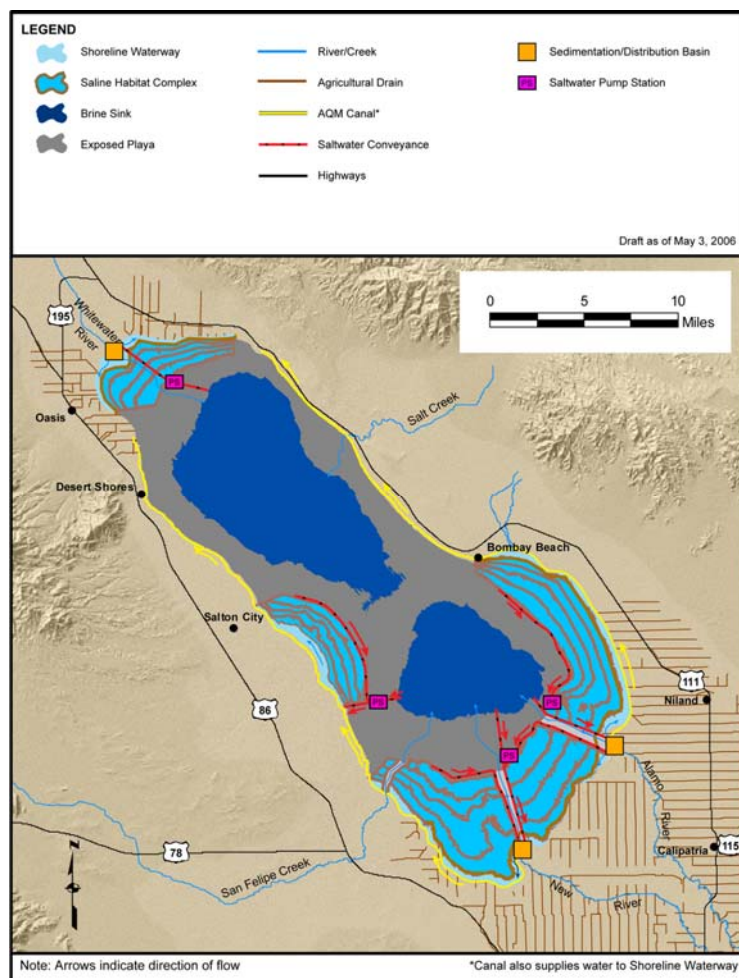 LEGEND
Shoreline Waterway
Saline Habitat Complex
Brine Sink
Exposed Playa
River/Creek
Agricultural Drain
AQM Canal*
Saltwater Conveyance
Highways
Sedimentation/Distribution Basin
PS
Saltwater Pump Station
Draft as of May 3, 2006
0 5 10
Miles
195
Whitewater
River
PS
Oasis
Salt Creek
Desert Shores
Bombay Beach
Salton City
111
Niland
86
PS
PS
PS
Alamo
River
Calipatria
115
78
San Felipe Creek
New
River
N
Note: Arrows indicate direction of flow
*Canal also supplies water to Shoreline Waterway